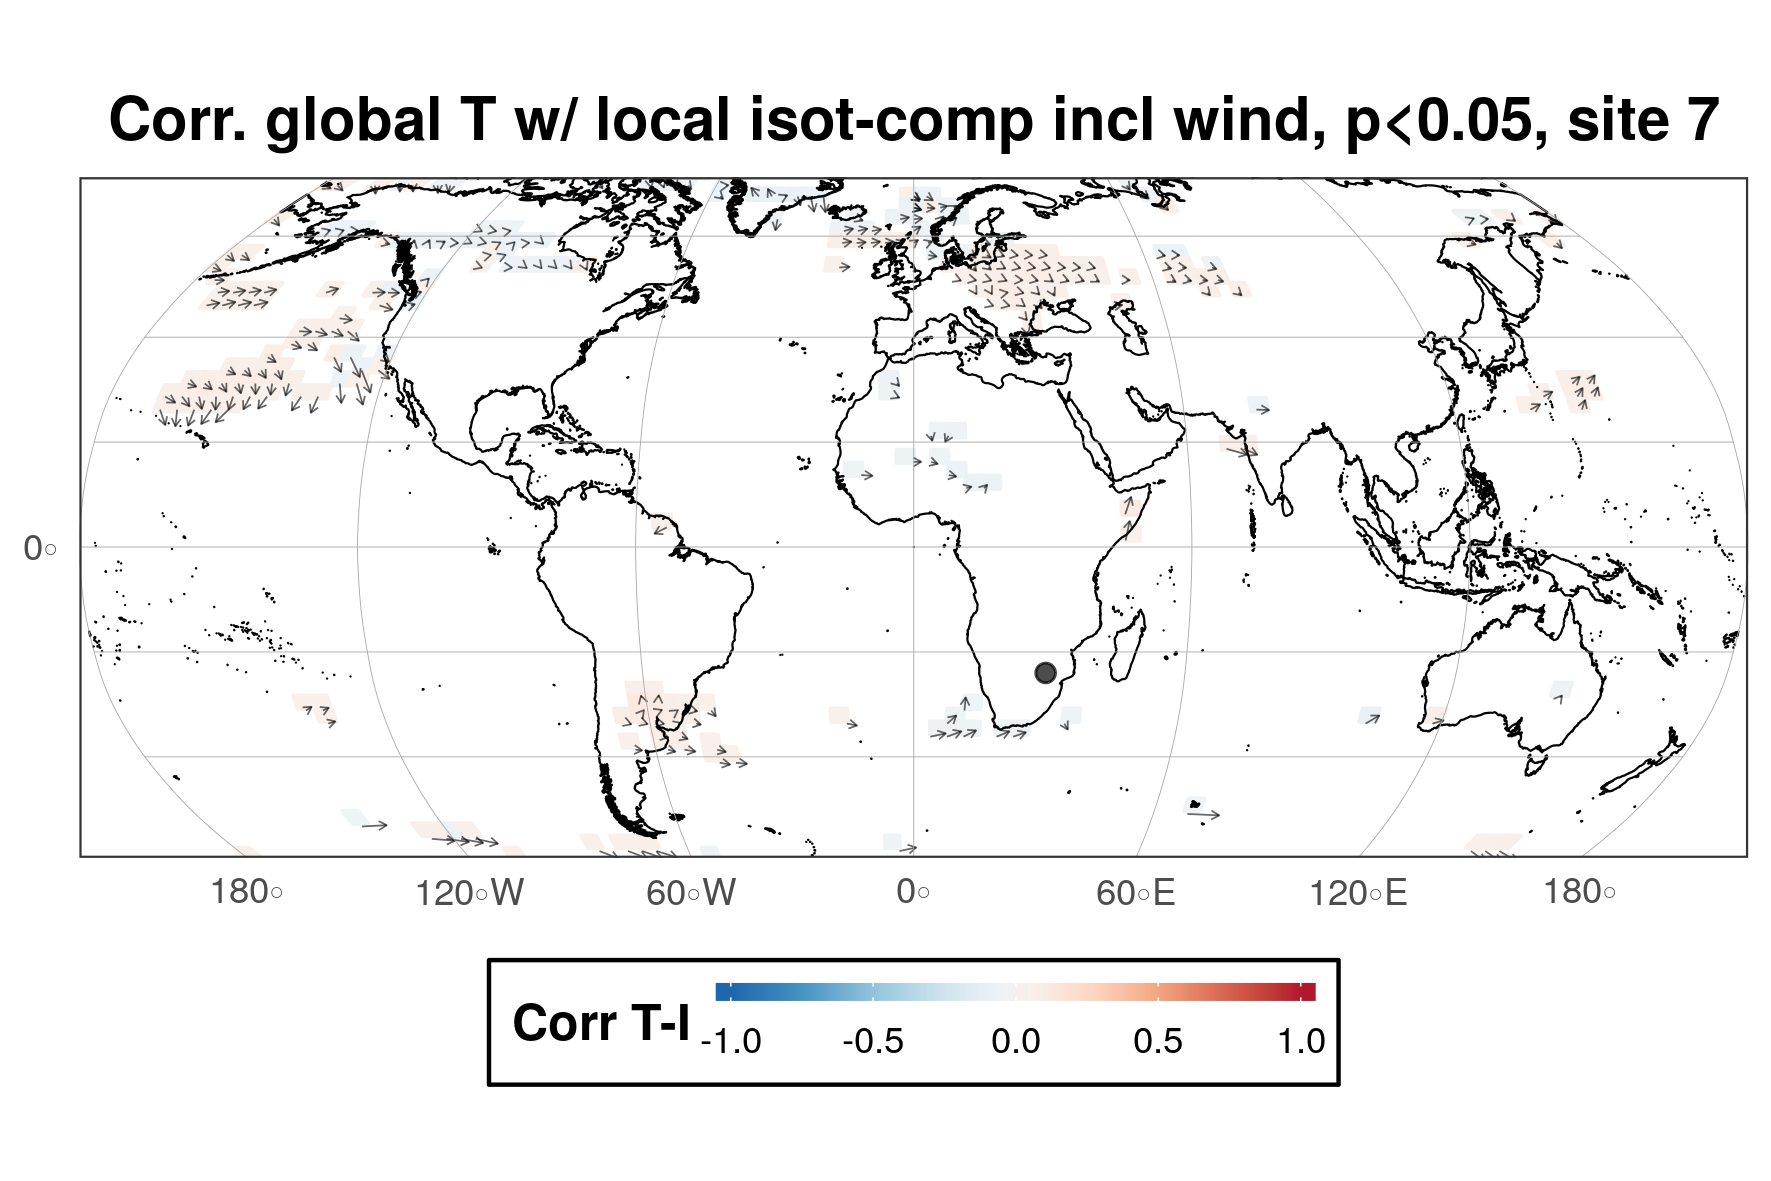 Corr. global T w/ local isot-comp incl wind, p<0.05, site 7
0°
180° 120°W 60°W 0° 60°E 120°E 180°
Corr T-I
-1.0 -0.5 0.0 0.5 1.0